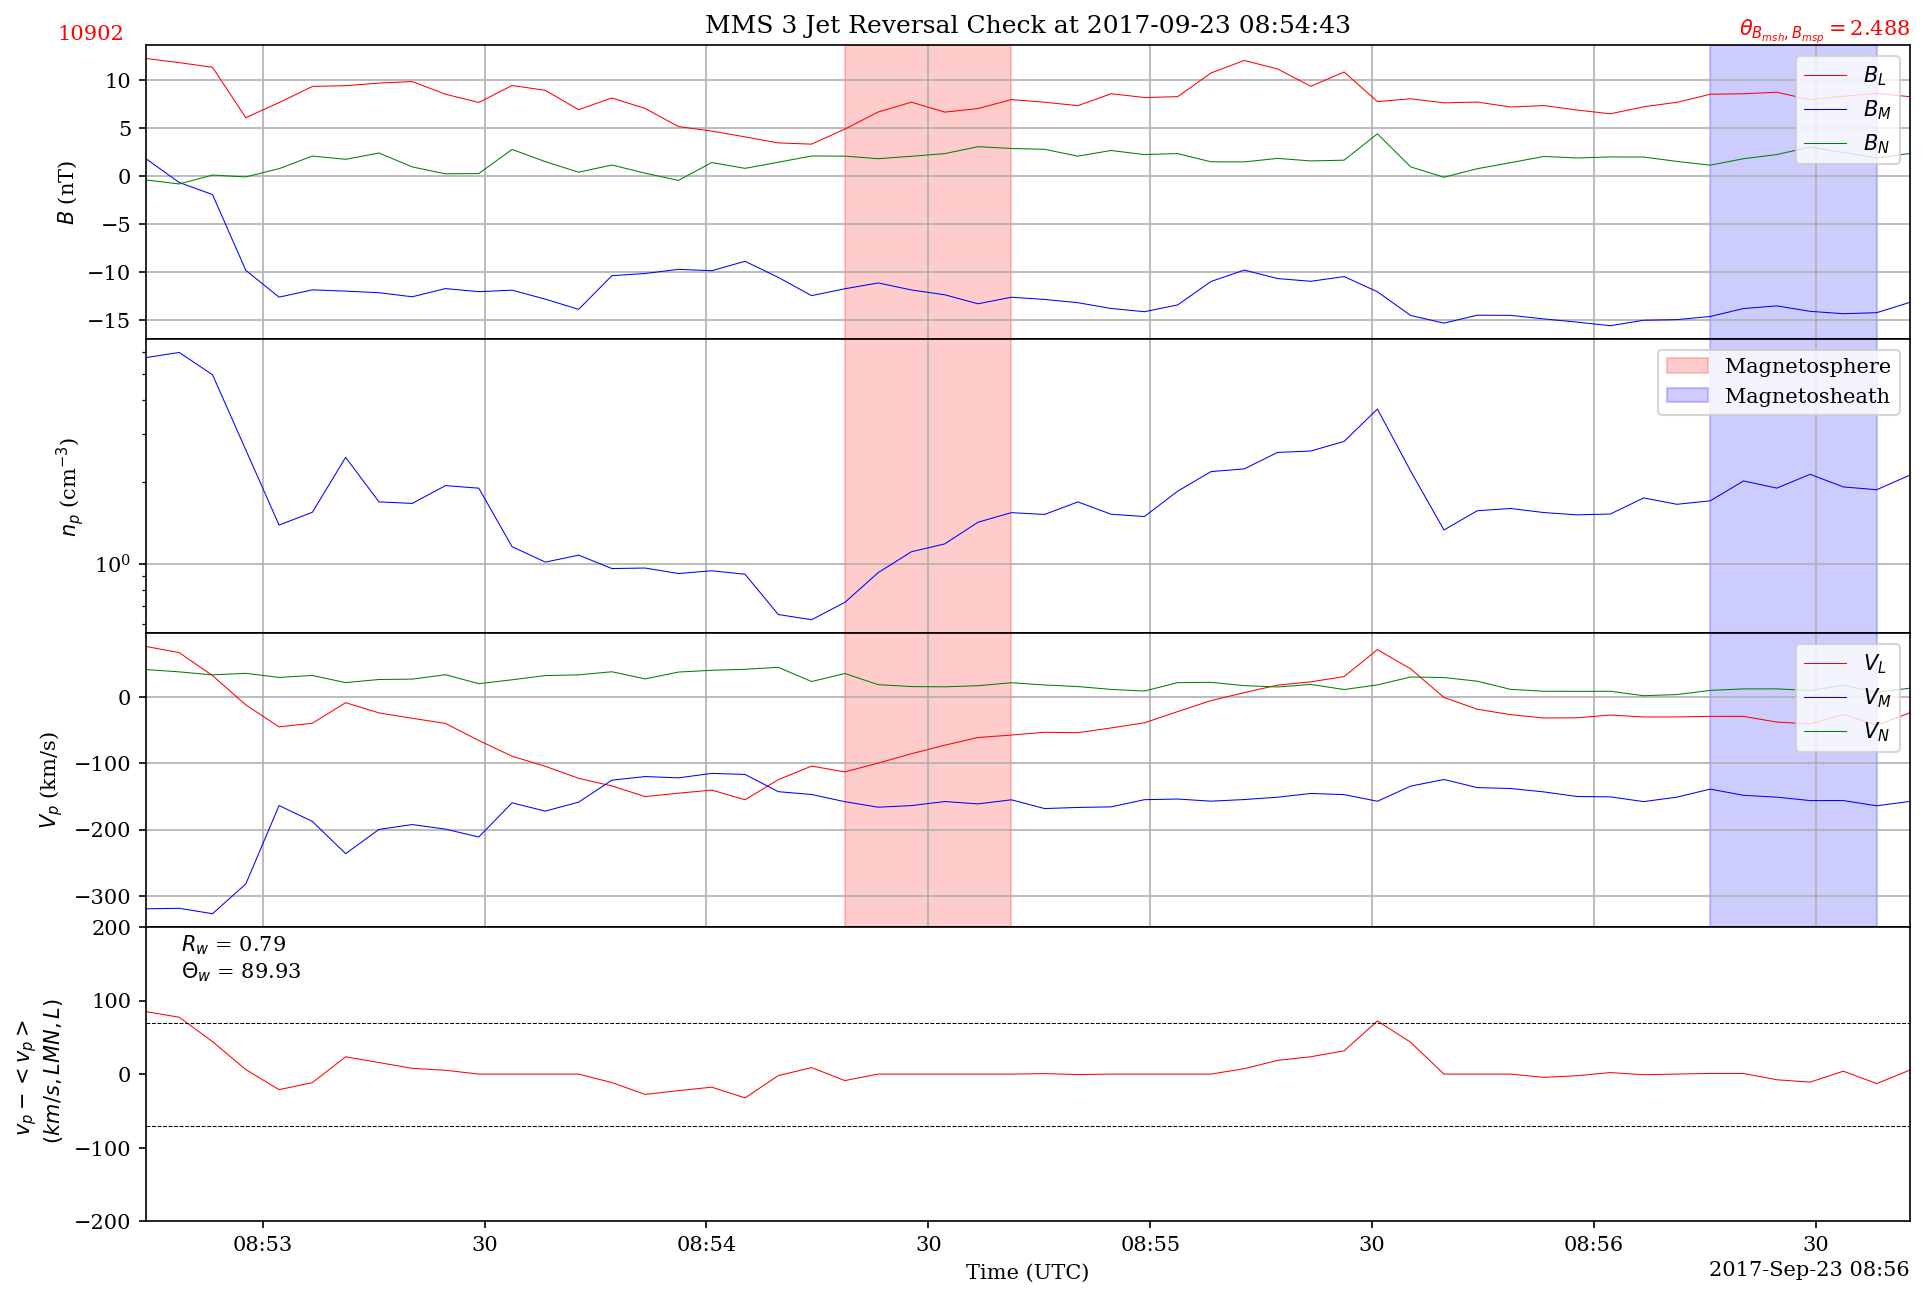 10902
MMS 3 Jet Reversal Check at 2017-09-23 08:54:43
θ_{B_{msh}, B_{msp}} = 2.488
B (nT)
10
5
0
−5
−10
−15
B_L
B_M
B_N
n_p (cm⁻³)
10⁰
Magnetosphere
Magnetosheath
V_p (km/s)
0
−100
−200
−300
V_L
V_M
V_N
v_p − <v_p>
(km/s, LMN, L)
200
100
0
−100
−200
R_w = 0.79
Θ_w = 89.93
08:53 30 08:54 30 08:55 30 08:56 30
Time (UTC)
2017-Sep-23 08:56